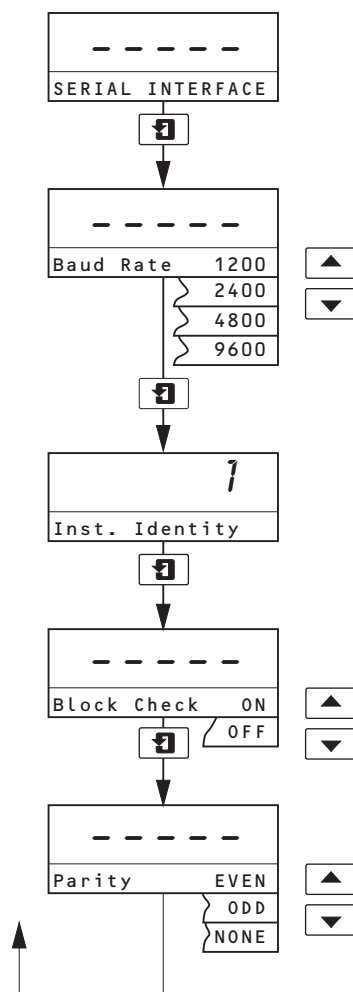 – – – – –
SERIAL INTERFACE
– – – – –
Baud Rate 1200
2400
4800
9600
1
Inst. Identity
– – – – –
Block Check ON
OFF
– – – – –
Parity EVEN
ODD
NONE